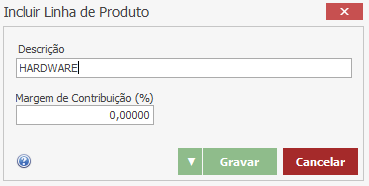 Incluir Linha de Produto
Descrição
HARDWARE
Margem de Contribuição (%)
0,00000
Gravar Cancelar